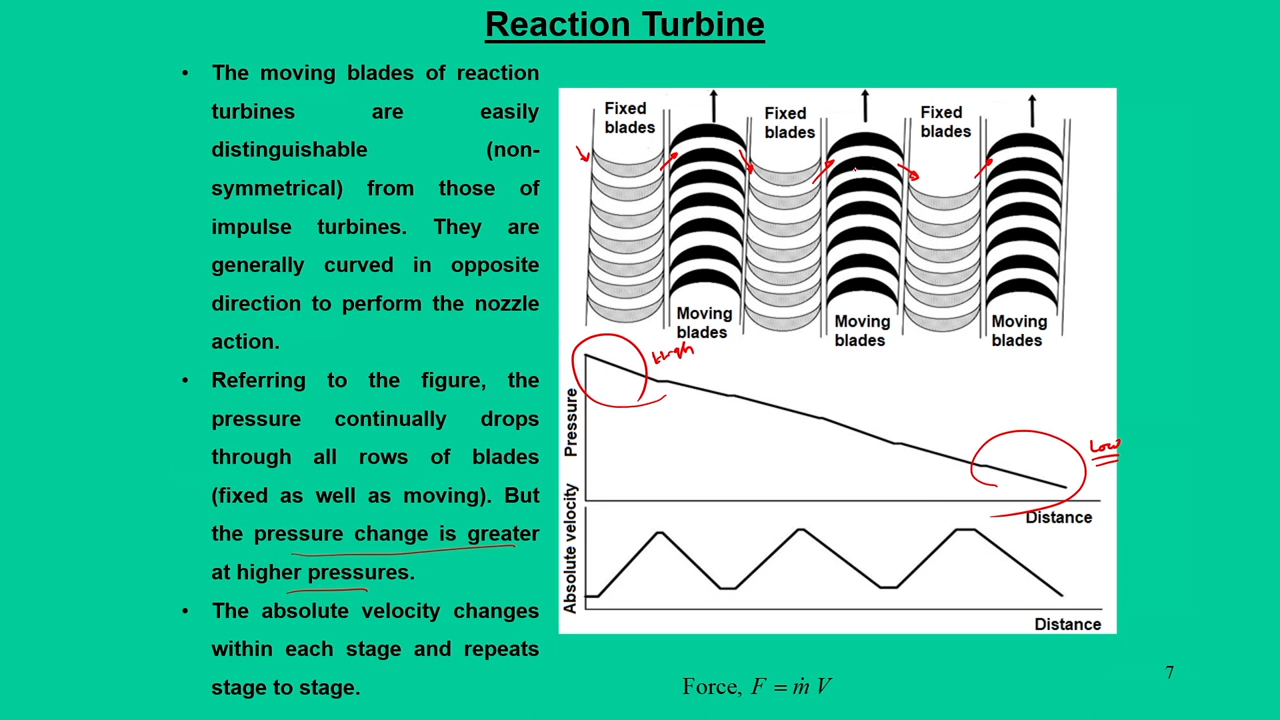 Reaction Turbine
• The moving blades of reaction
turbines are easily
distinguishable (non-
symmetrical) from those of
impulse turbines. They are
generally curved in opposite
direction to perform the nozzle
action.
• Referring to the figure, the
pressure continually drops
through all rows of blades
(fixed as well as moving). But
the pressure change is greater
at higher pressures.
• The absolute velocity changes
within each stage and repeats
stage to stage.
Fixed
blades
Fixed
blades
Fixed
blades
Moving
blades
Moving
blades
Moving
blades
High
Low
Pressure
Distance
Absolute velocity
Distance
Force, F = ṁ V
7